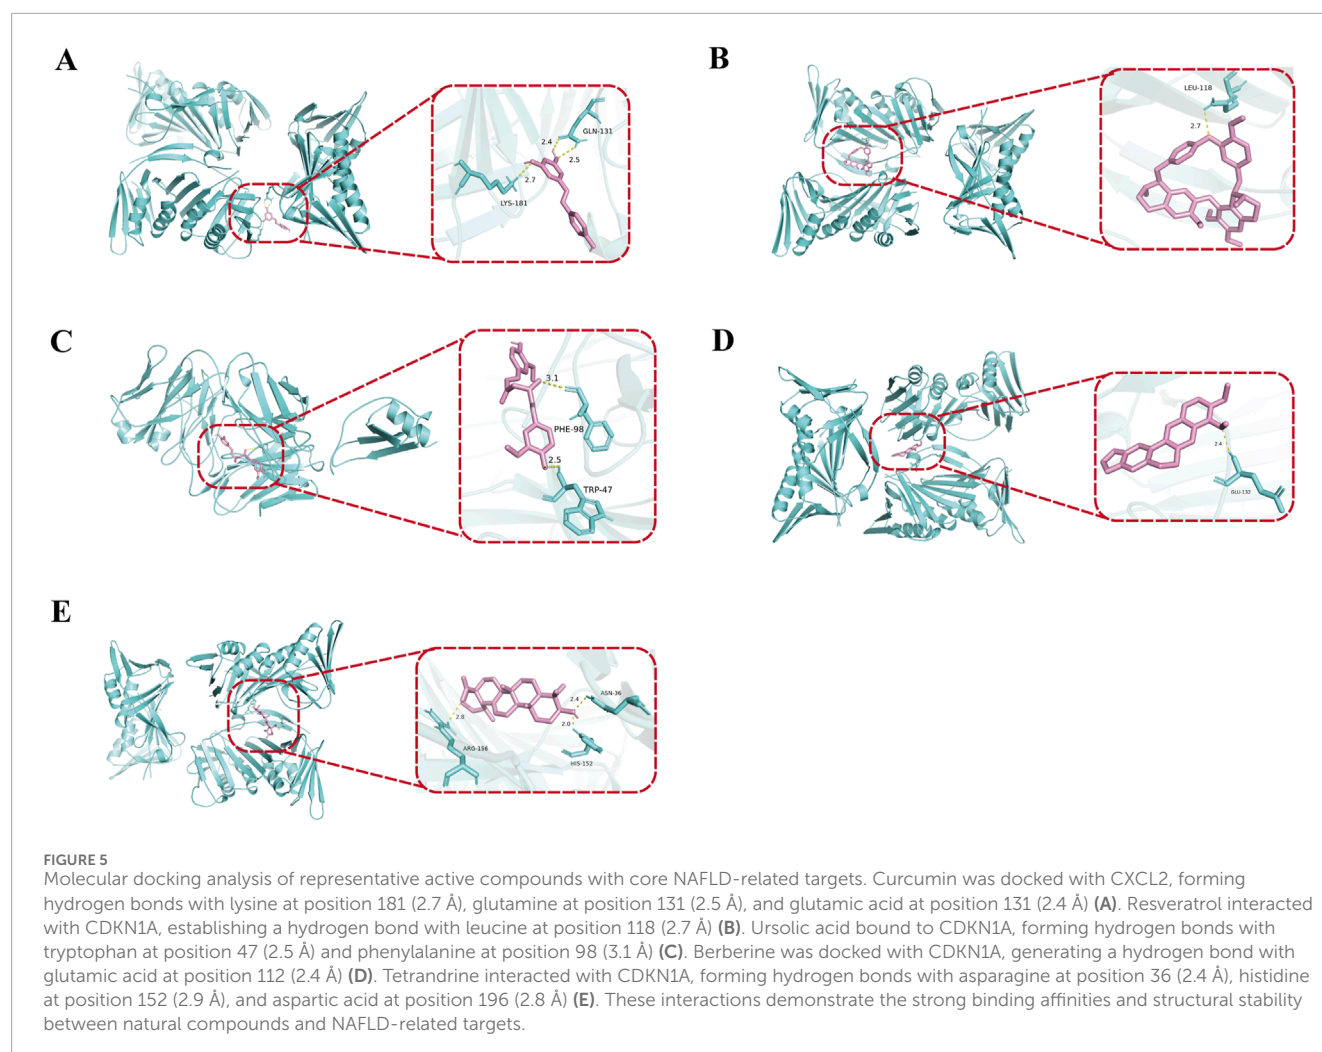 A
GLN-131
2.4
2.5
2.7
LYS-181
B
LEU-118
2.7
C
3.1
PHE-98
2.5
TRP-47
D
2.4
GLU-132
E
ASN-36
2.4
2.8
2.0
ARG-156
HIS-152
FIGURE 5
Molecular docking analysis of representative active compounds with core NAFLD-related targets. Curcumin was docked with CXCL2, forming
hydrogen bonds with lysine at position 181 (2.7 Å), glutamine at position 131 (2.5 Å), and glutamic acid at position 131 (2.4 Å) (A). Resveratrol interacted
with CDKN1A, establishing a hydrogen bond with leucine at position 118 (2.7 Å) (B). Ursolic acid bound to CDKN1A, forming hydrogen bonds with
tryptophan at position 47 (2.5 Å) and phenylalanine at position 98 (3.1 Å) (C). Berberine was docked with CDKN1A, generating a hydrogen bond with
glutamic acid at position 112 (2.4 Å) (D). Tetrandrine interacted with CDKN1A, forming hydrogen bonds with asparagine at position 36 (2.4 Å), histidine
at position 152 (2.9 Å), and aspartic acid at position 196 (2.8 Å) (E). These interactions demonstrate the strong binding affinities and structural stability
between natural compounds and NAFLD-related targets.